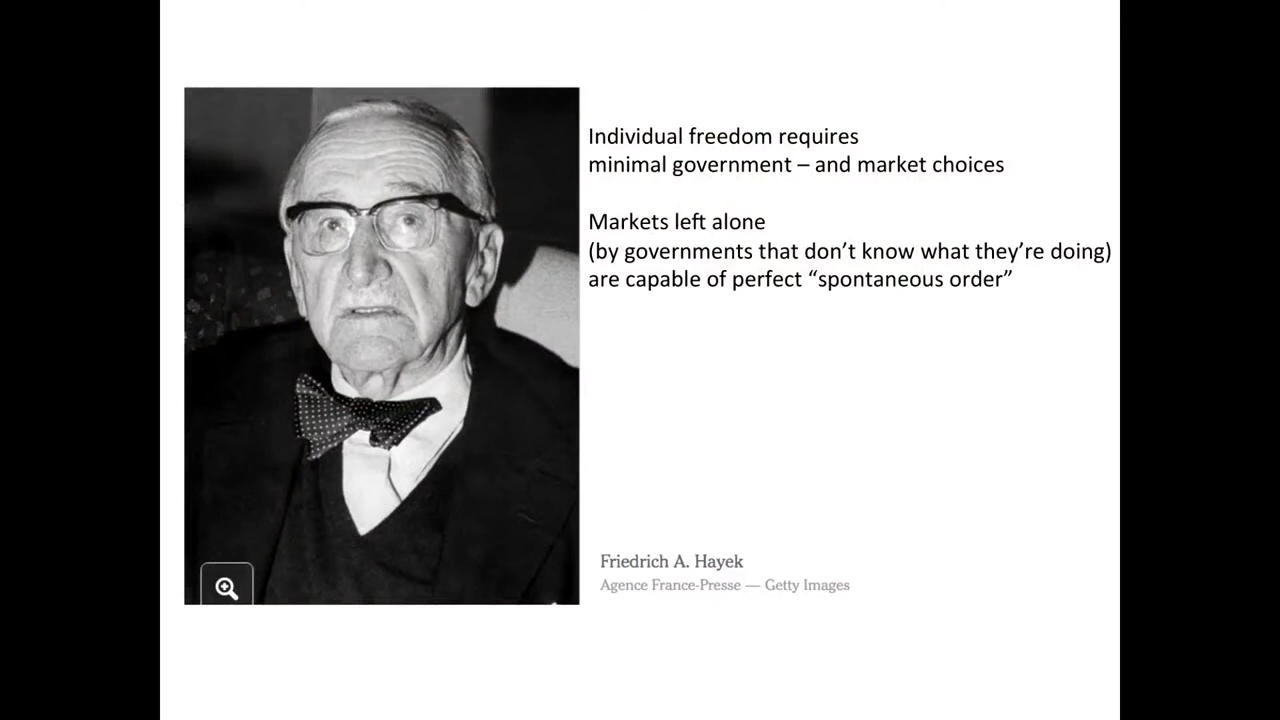 Individual freedom requires
minimal government – and market choices
Markets left alone
(by governments that don’t know what they’re doing)
are capable of perfect “spontaneous order”
Friedrich A. Hayek
Agence France-Presse — Getty Images